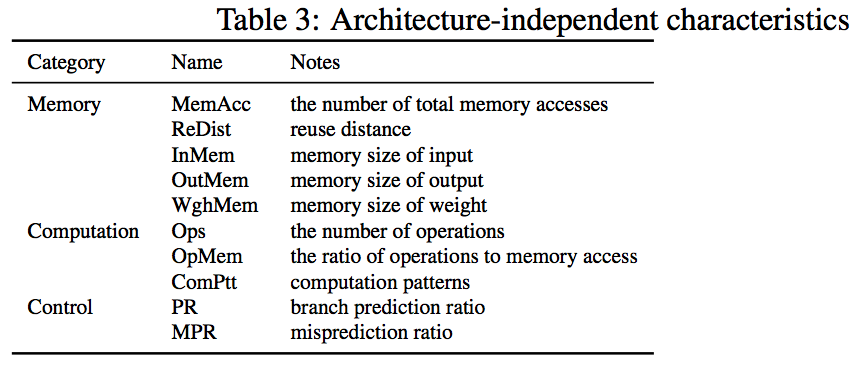 Table 3: Architecture-independent characteristics
Category Name Notes
Memory MemAcc the number of total memory accesses
ReDist reuse distance
InMem memory size of input
OutMem memory size of output
WghMem memory size of weight
Computation Ops the number of operations
OpMem the ratio of operations to memory access
ComPtt computation patterns
Control PR branch prediction ratio
MPR misprediction ratio